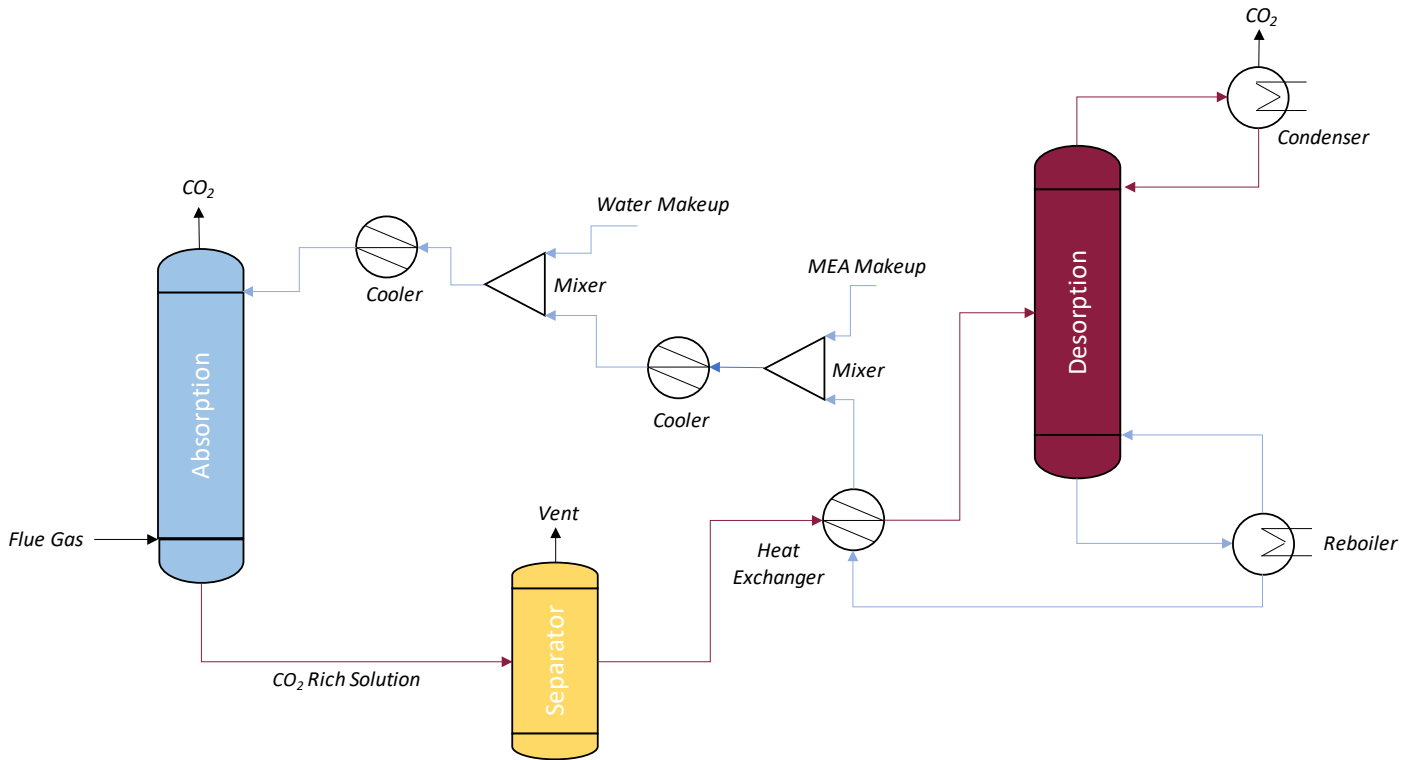 CO₂
Condenser
CO₂
Water Makeup
Desorption
MEA Makeup
Mixer
Cooler
Absorption
Mixer
Cooler
Vent
Flue Gas
Heat
Exchanger
Reboiler
Separator
CO₂ Rich Solution